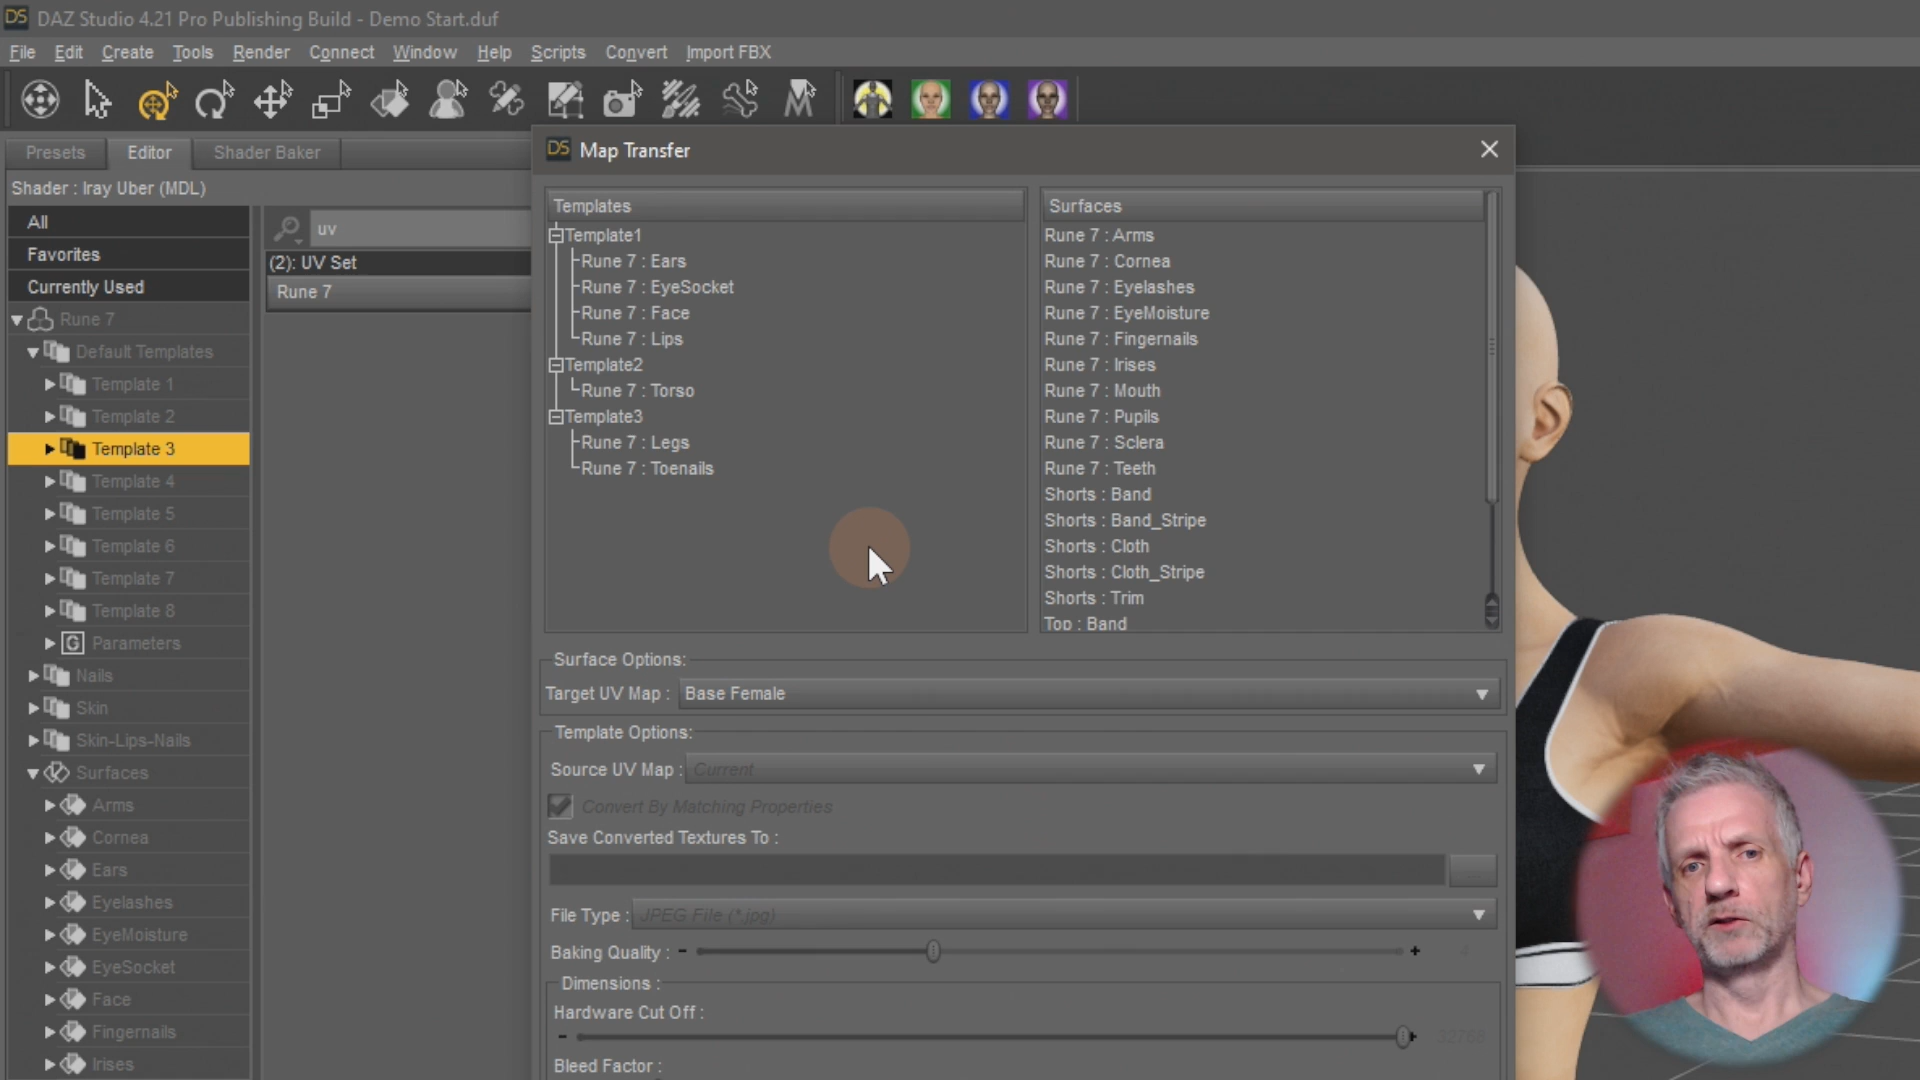 DS DAZ Studio 4.21 Pro Publishing Build - Demo Start.duf
File Edit Create Tools Render Connect Window Help Scripts Convert Import FBX
Presets Editor Shader Baker
Shader : Iray Uber (MDL)
All
Favorites
Currently Used
Rune 7
Default Templates
Template 1
Template 2
Template 3
Template 4
Template 5
Template 6
Template 7
Template 8
G Parameters
Nails
Skin
Skin-Lips-Nails
Surfaces
Arms
Cornea
Ears
Eyelashes
EyeMoisture
EyeSocket
Face
Fingernails
Irises
uv
(2): UV Set
Rune 7
DS Map Transfer
Templates
Template1
Rune 7 : Ears
Rune 7 : EyeSocket
Rune 7 : Face
Rune 7 : Lips
Template2
Rune 7 : Torso
Template3
Rune 7 : Legs
Rune 7 : Toenails
Surfaces
Rune 7 : Arms
Rune 7 : Cornea
Rune 7 : Eyelashes
Rune 7 : EyeMoisture
Rune 7 : Fingernails
Rune 7 : Irises
Rune 7 : Mouth
Rune 7 : Pupils
Rune 7 : Sclera
Rune 7 : Teeth
Shorts : Band
Shorts : Band_Stripe
Shorts : Cloth
Shorts : Cloth_Stripe
Shorts : Trim
Top : Band
Surface Options:
Target UV Map : Base Female
Template Options:
Source UV Map : Current
Convert By Matching Properties
Save Converted Textures To :
File Type : JPEG File (*.jpg)
Baking Quality : - + 4
Dimensions :
Hardware Cut Off :
- + 32768
Bleed Factor :